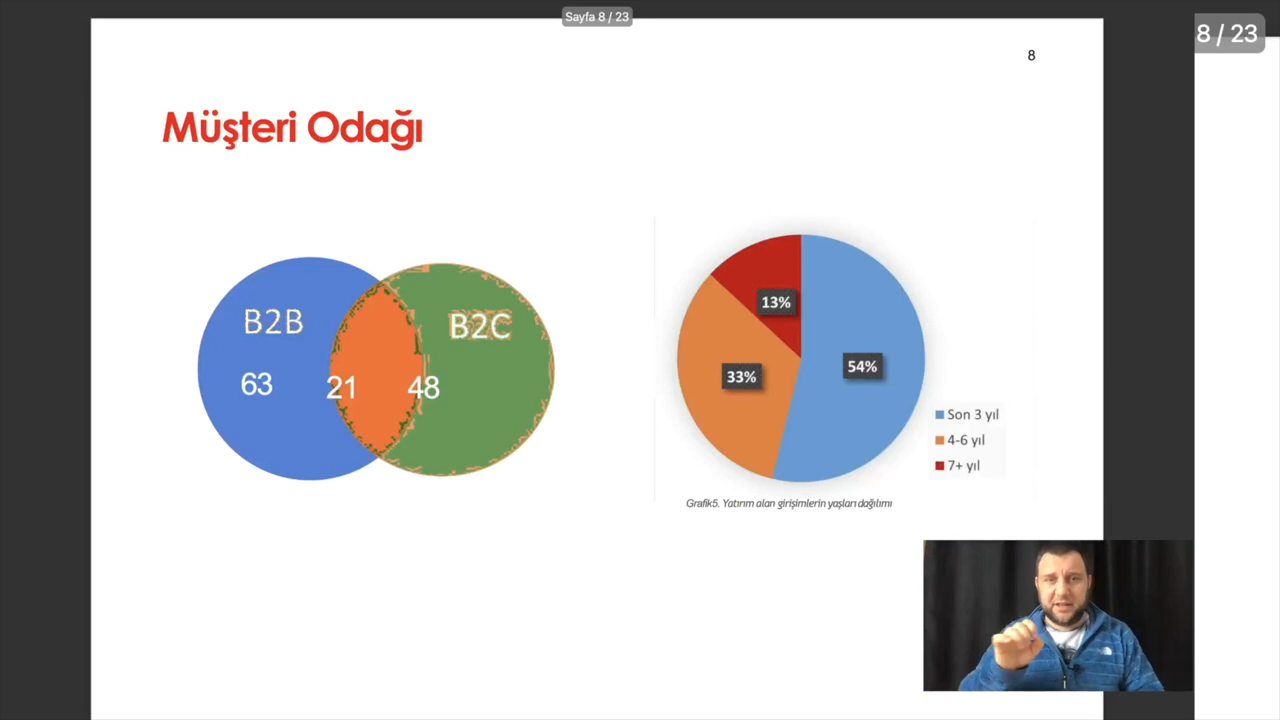 Sayfa 8 / 23
8 / 23
8
Müşteri Odağı
B2B
B2C
63
21
48
13%
33%
54%
Son 3 yıl
4-6 yıl
7+ yıl
Grafik5. Yatırım alan girişimlerin yaşları dağılımı